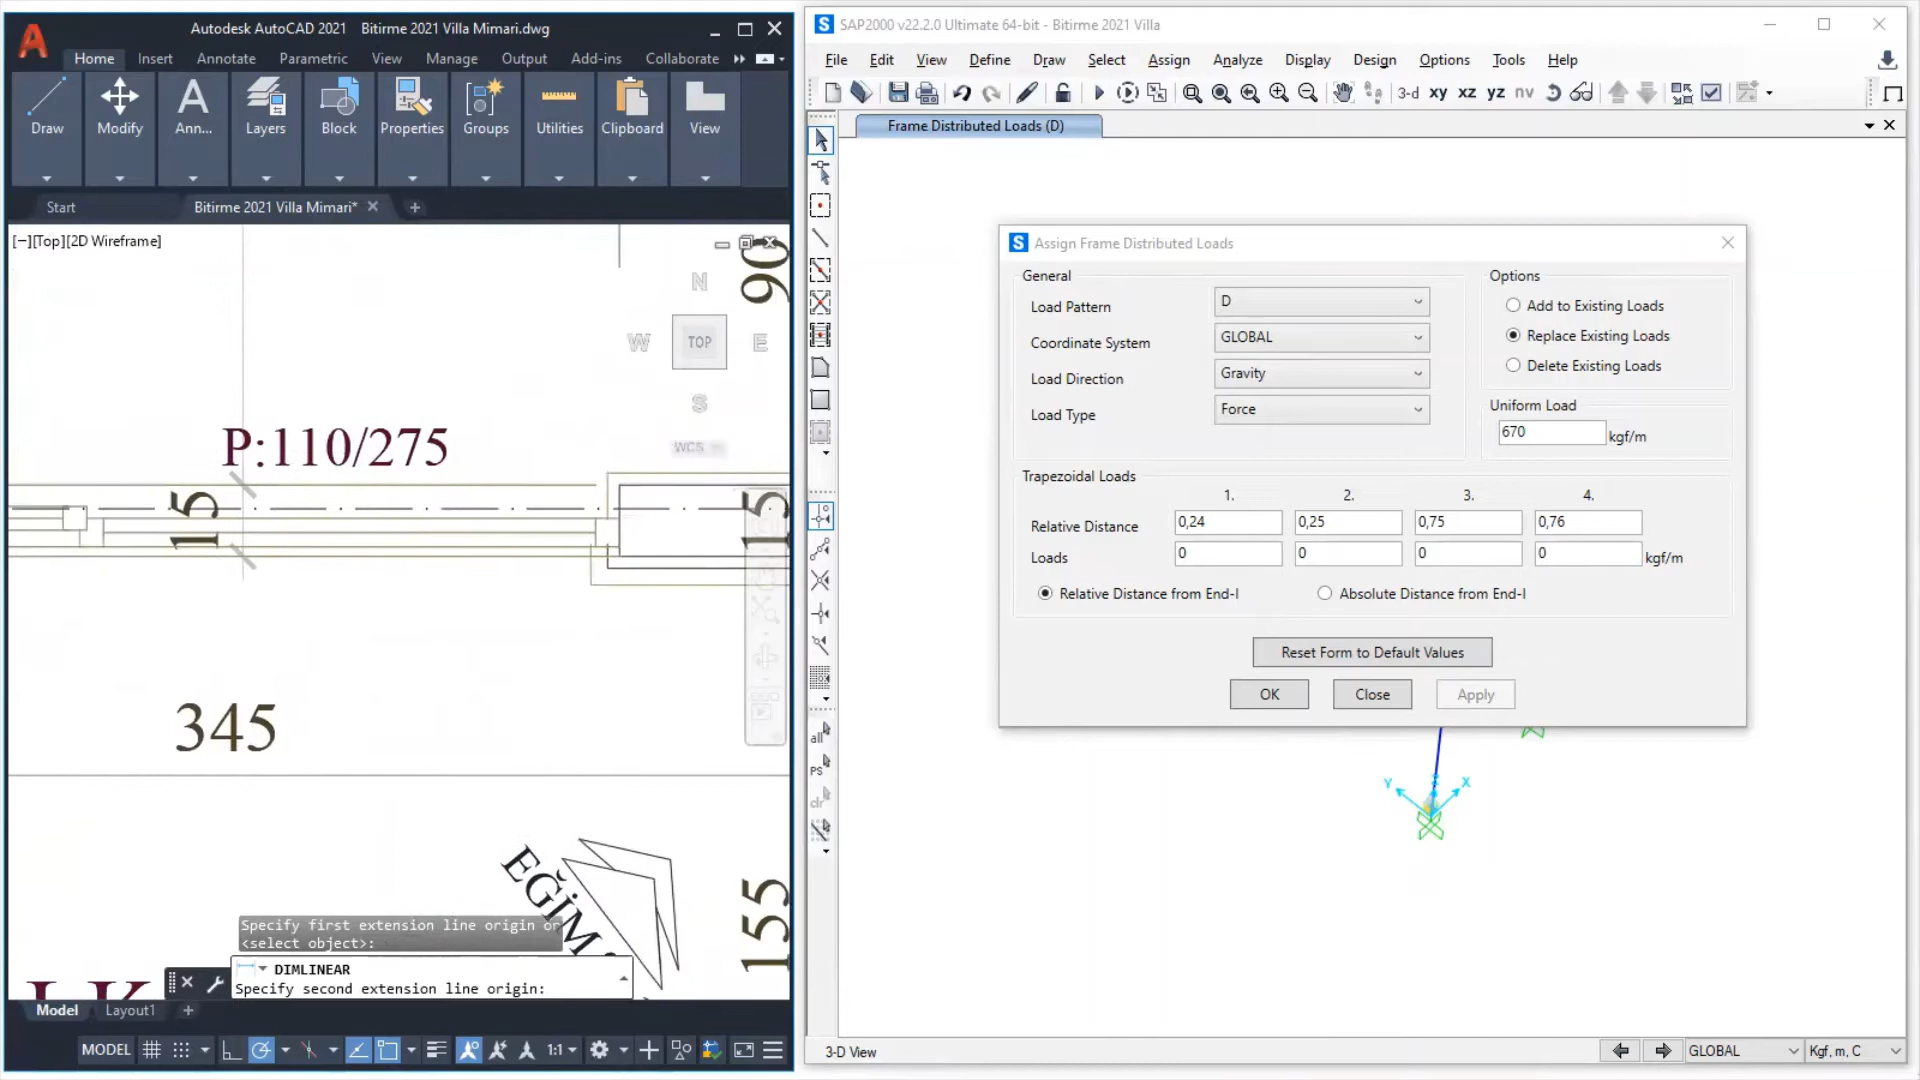 Autodesk AutoCAD 2021 Bitirme 2021 Villa Mimari.dwg
Home Insert Annotate Parametric View Manage Output Add-ins Collaborate
Draw Modify Ann... Layers Block Properties Groups Utilities Clipboard View
Start Bitirme 2021 Villa Mimari*
[−][Top][2D Wireframe]
90
N
W TOP E
S
WCS
P:110/275
15
15
345
EĞİM
155
Specify first extension line origin or
<select object>:
DIMLINEAR
Specify second extension line origin:
Model Layout1 +
MODEL 1:1
SAP2000 v22.2.0 Ultimate 64-bit - Bitirme 2021 Villa
File Edit View Define Draw Select Assign Analyze Display Design Options Tools Help
3-d xy xz yz nv
Frame Distributed Loads (D)
all
PS
clr
Assign Frame Distributed Loads
General
Load Pattern D
Coordinate System GLOBAL
Load Direction Gravity
Load Type Force
Options
Add to Existing Loads
Replace Existing Loads
Delete Existing Loads
Uniform Load
670 kgf/m
Trapezoidal Loads
1. 2. 3. 4.
Relative Distance 0,24 0,25 0,75 0,76
Loads 0 0 0 0 kgf/m
Relative Distance from End-I Absolute Distance from End-I
Reset Form to Default Values
OK Close Apply
Y X
3-D View GLOBAL Kgf, m, C